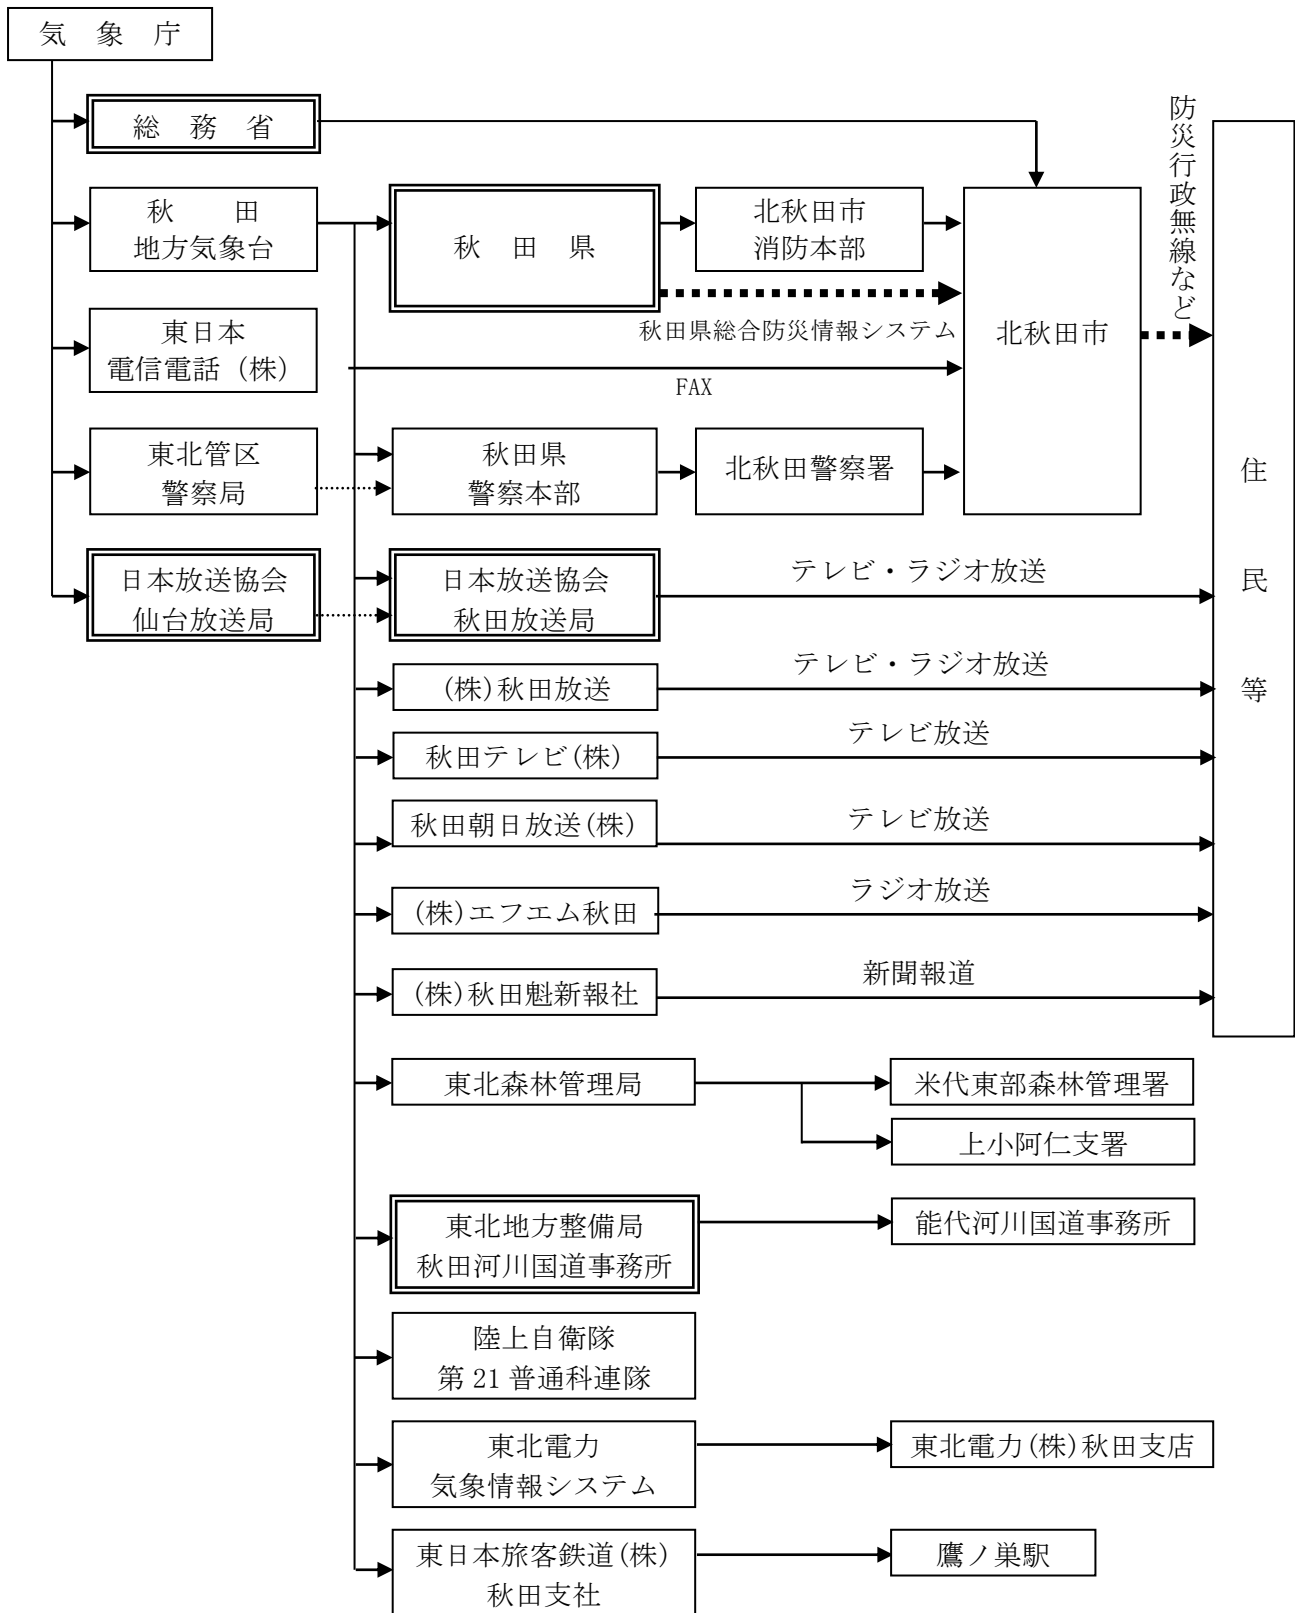 気 象 庁
総 務 省
秋 田
地方気象台
東日本
電信電話（株）
東北管区
警察局
日本放送協会
仙台放送局
秋 田 県
北秋田市
消防本部
秋田県総合防災情報システム
FAX
北秋田市
防災行政無線など
住民等
秋田県
警察本部
北秋田警察署
日本放送協会
秋田放送局
テレビ・ラジオ放送
(株)秋田放送
テレビ・ラジオ放送
秋田テレビ(株)
テレビ放送
秋田朝日放送(株)
テレビ放送
(株)エフエム秋田
ラジオ放送
(株)秋田魁新報社
新聞報道
東北森林管理局
米代東部森林管理署
上小阿仁支署
東北地方整備局
秋田河川国道事務所
能代河川国道事務所
陸上自衛隊
第 21 普通科連隊
東北電力
気象情報システム
東北電力(株)秋田支店
東日本旅客鉄道(株)
秋田支社
鷹ノ巣駅